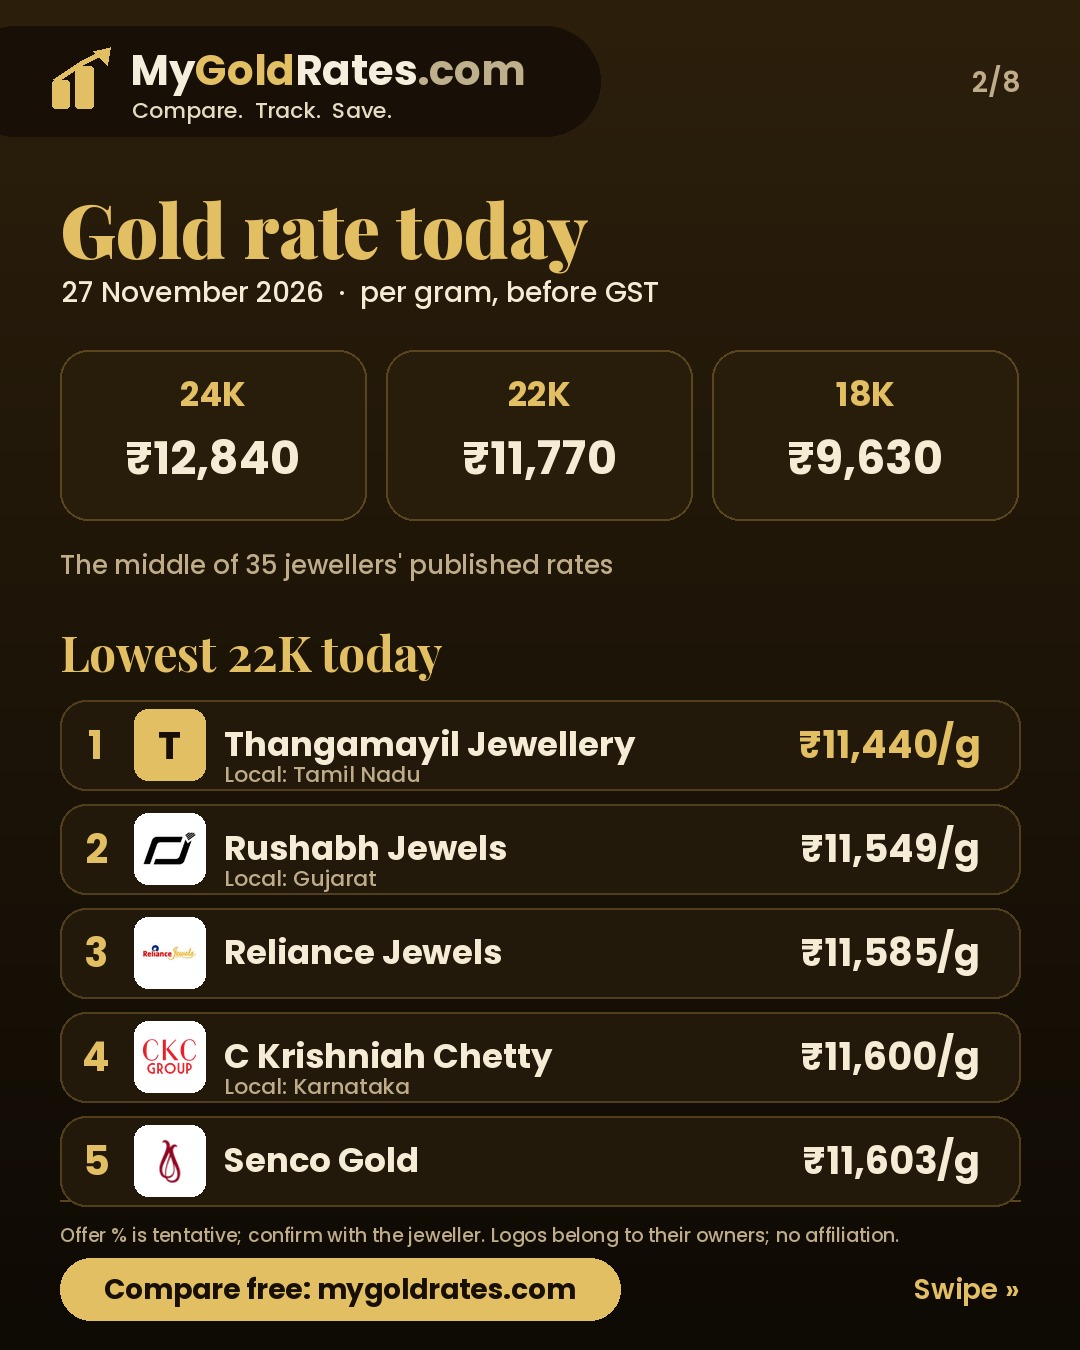 MyGoldRates.com
Compare. Track. Save.
2/8
Gold rate today
27 November 2026 · per gram, before GST
24K
₹12,840
22K
₹11,770
18K
₹9,630
The middle of 35 jewellers' published rates
Lowest 22K today
1 T Thangamayil Jewellery ₹11,440/g
Local: Tamil Nadu
2 Rushabh Jewels ₹11,549/g
Local: Gujarat
3 Reliance Jewels Reliance Jewels ₹11,585/g
4 CKC GROUP C Krishniah Chetty ₹11,600/g
Local: Karnataka
5 Senco Gold ₹11,603/g
Offer % is tentative; confirm with the jeweller. Logos belong to their owners; no affiliation.
Compare free: mygoldrates.com
Swipe »